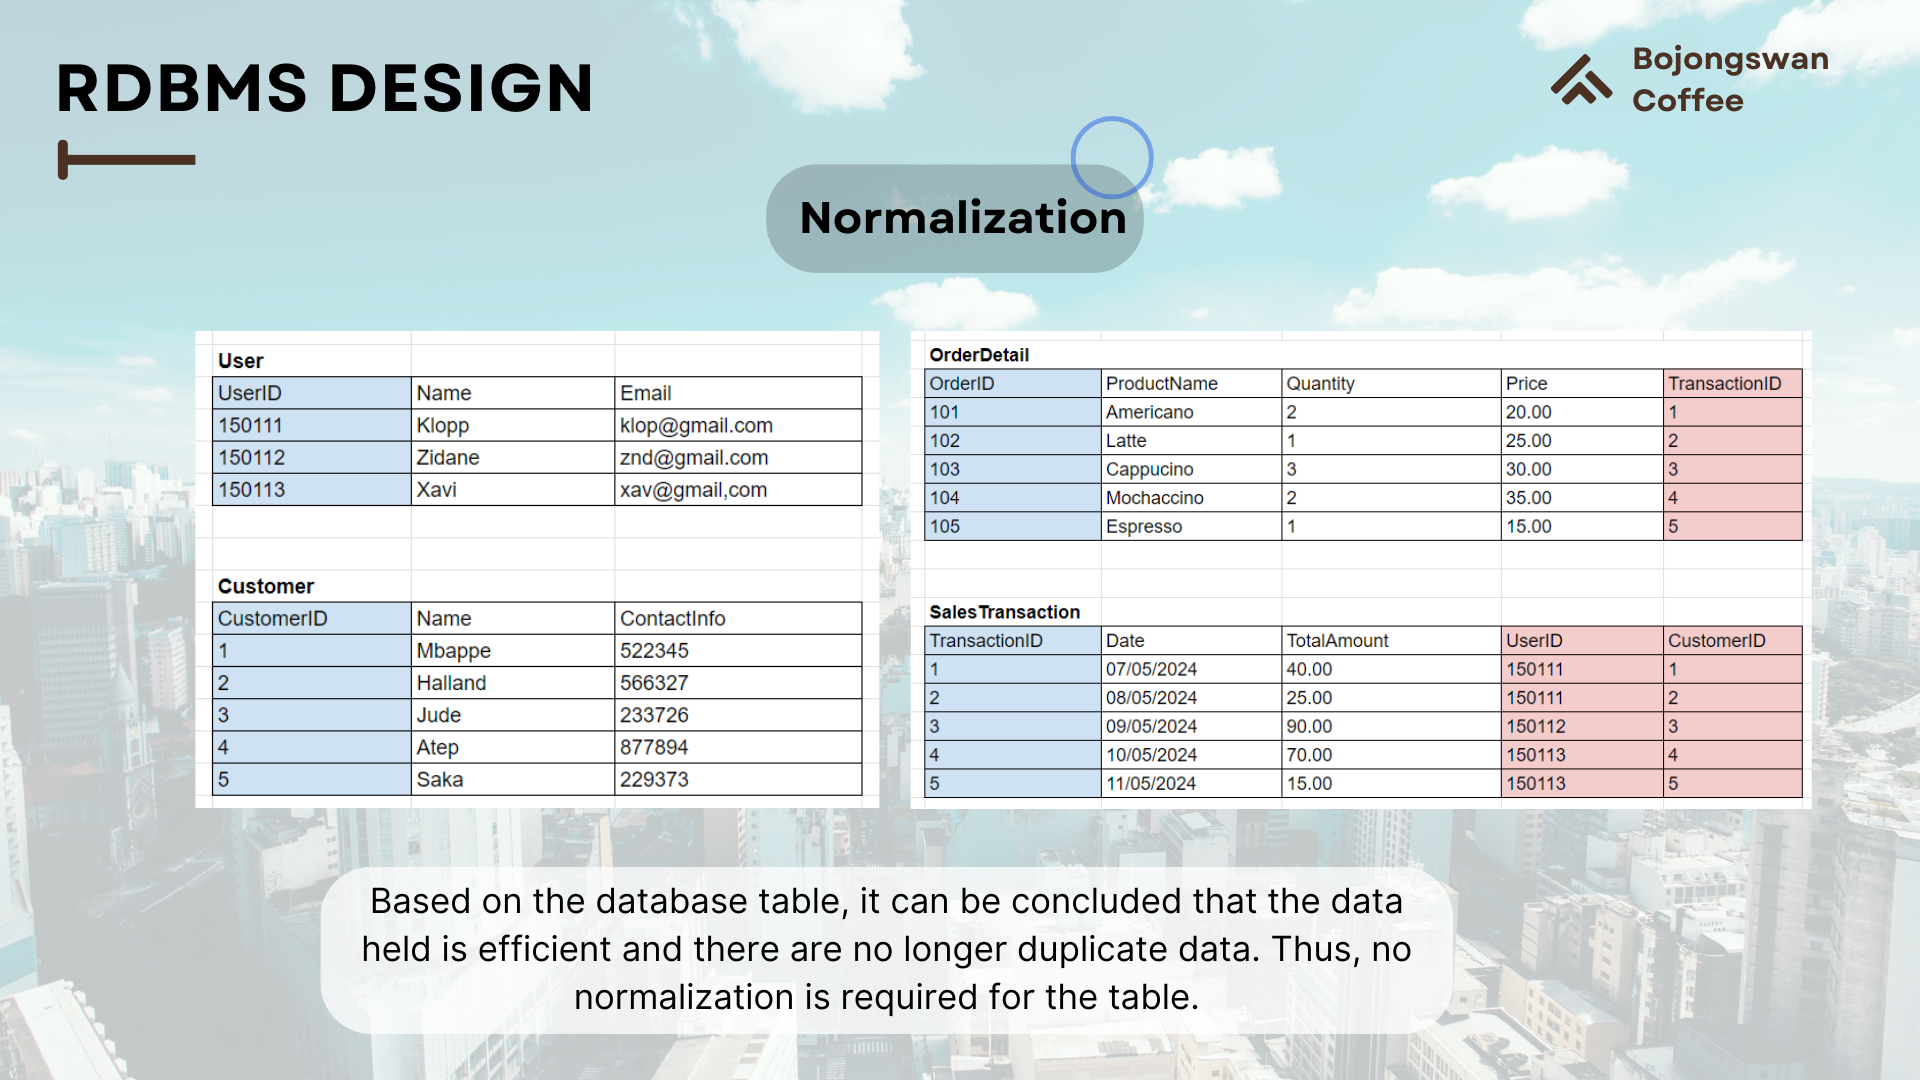 RDBMS DESIGN
Bojongswan
Coffee
Normalization
User
UserID Name Email
150111 Klopp klop@gmail.com
150112 Zidane znd@gmail.com
150113 Xavi xav@gmail,com
Customer
CustomerID Name ContactInfo
1 Mbappe 522345
2 Halland 566327
3 Jude 233726
4 Atep 877894
5 Saka 229373
OrderDetail
OrderID ProductName Quantity Price TransactionID
101 Americano 2 20.00 1
102 Latte 1 25.00 2
103 Cappucino 3 30.00 3
104 Mochaccino 2 35.00 4
105 Espresso 1 15.00 5
SalesTransaction
TransactionID Date TotalAmount UserID CustomerID
1 07/05/2024 40.00 150111 1
2 08/05/2024 25.00 150111 2
3 09/05/2024 90.00 150112 3
4 10/05/2024 70.00 150113 4
5 11/05/2024 15.00 150113 5
Based on the database table, it can be concluded that the data
held is efficient and there are no longer duplicate data. Thus, no
normalization is required for the table.